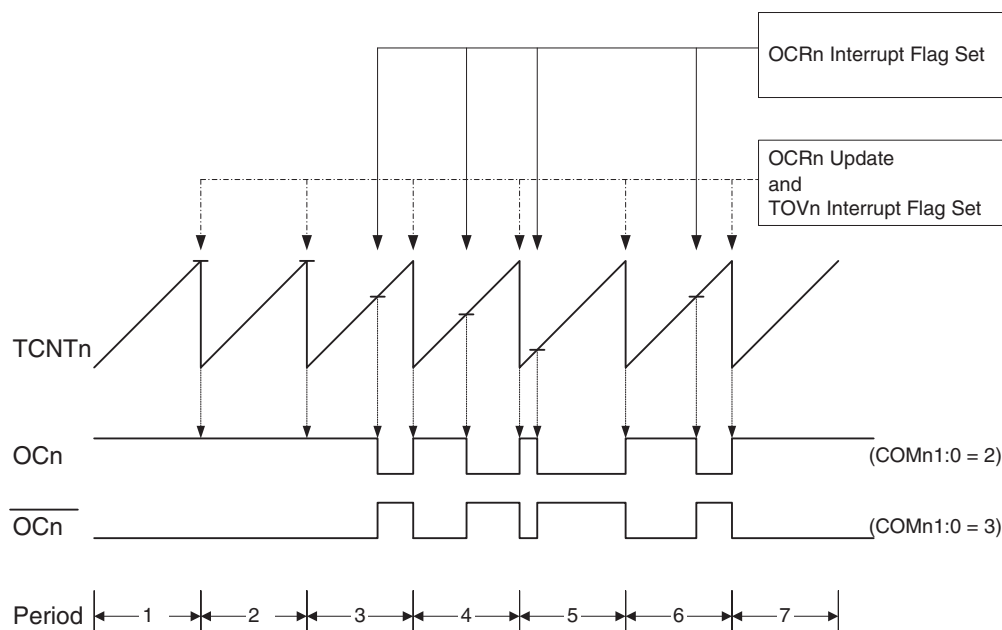 OCRn Interrupt Flag Set
OCRn Update
and
TOVn Interrupt Flag Set
TCNTn
OCn
(COMn1:0 = 2)
OCn
(COMn1:0 = 3)
Period
1
2
3
4
5
6
7